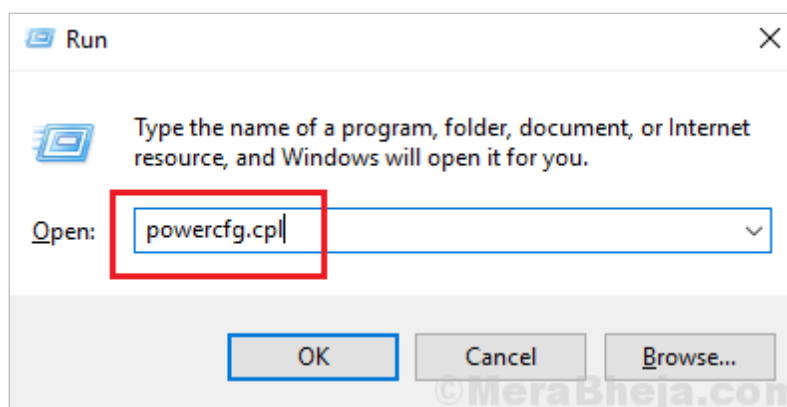 Run
Type the name of a program, folder, document, or Internet
resource, and Windows will open it for you.
Open: powercfg.cpl
OK Cancel Browse...
©MeraBheja.com